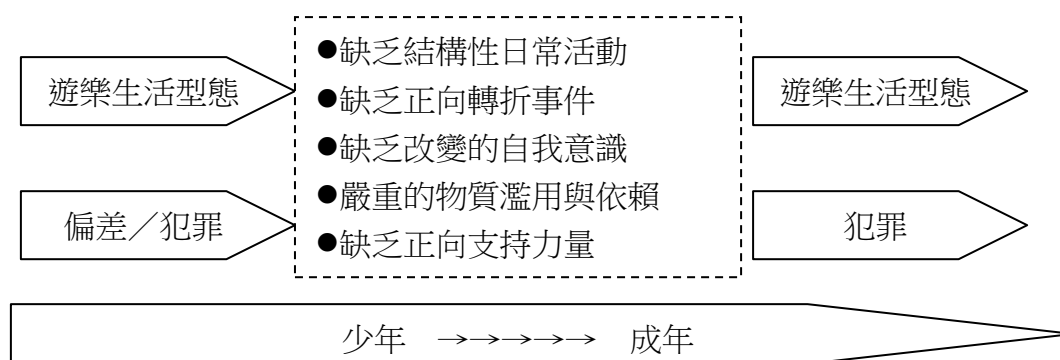 遊樂生活型態
偏差／犯罪
●缺乏結構性日常活動
●缺乏正向轉折事件
●缺乏改變的自我意識
●嚴重的物質濫用與依賴
●缺乏正向支持力量
遊樂生活型態
犯罪
少年 →→→→→ 成年